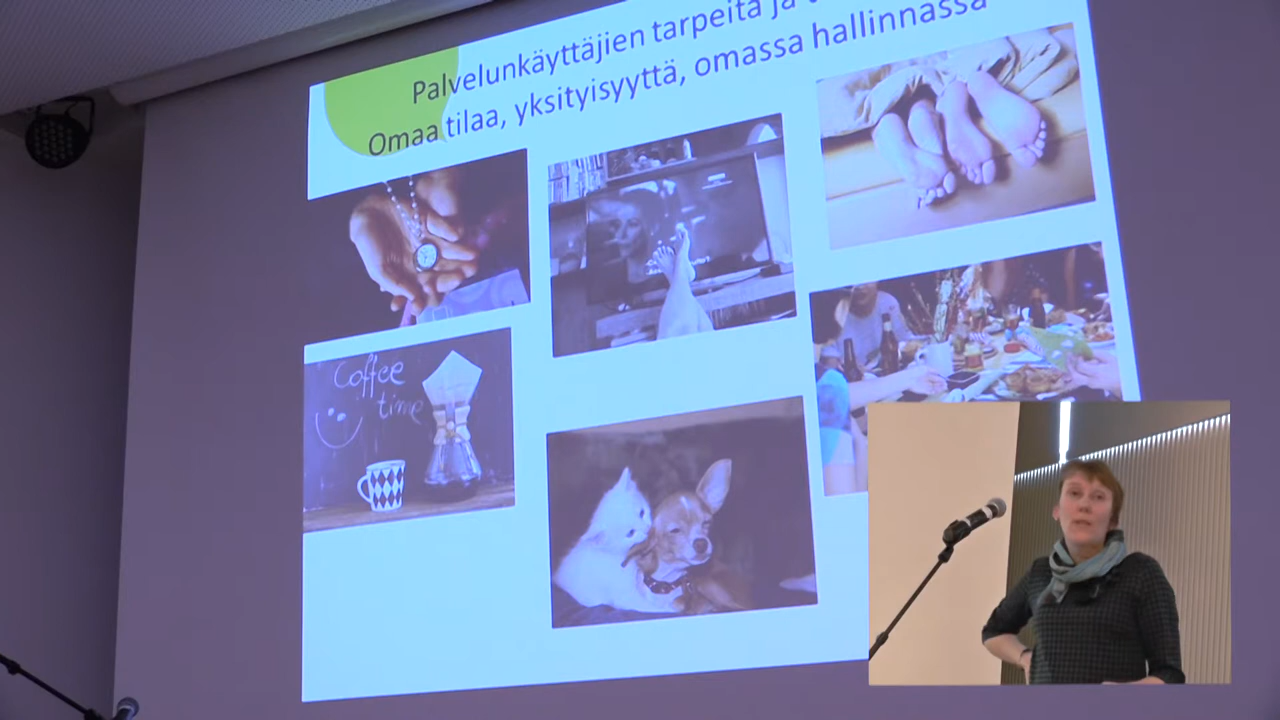 Palvelunkäyttäjien tarpeita ja
Omaa tilaa, yksityisyyttä, omassa hallinnassa
Coffee
time